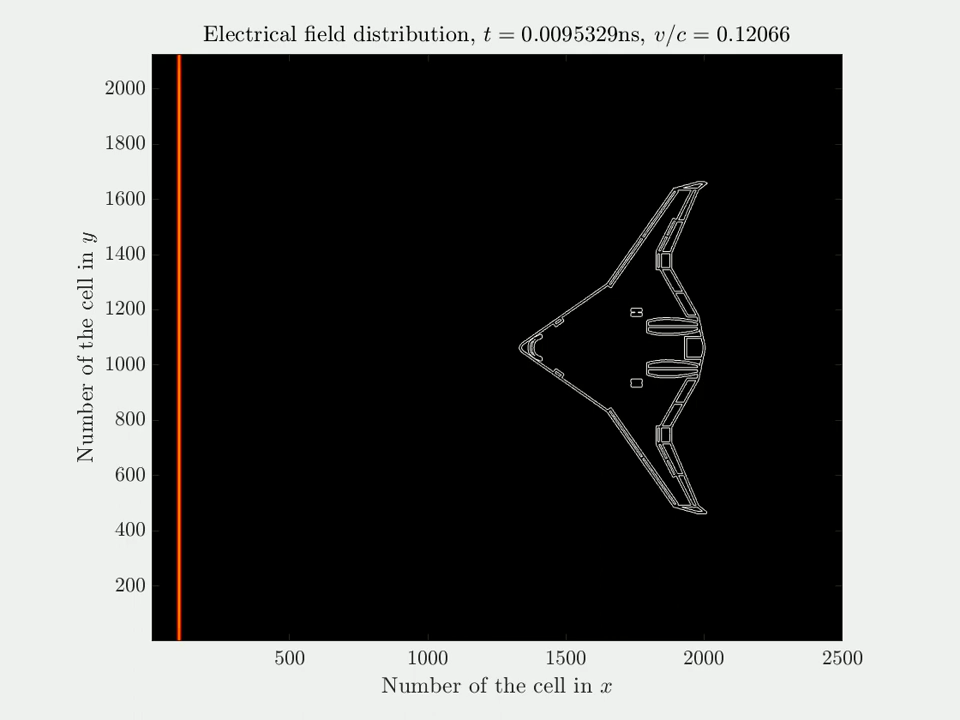 Electrical field distribution, t = 0.0095329ns, v/c = 0.12066
2000
1800
1600
1400
1200
1000
800
600
400
200
Number of the cell in y
500 1000 1500 2000 2500
Number of the cell in x